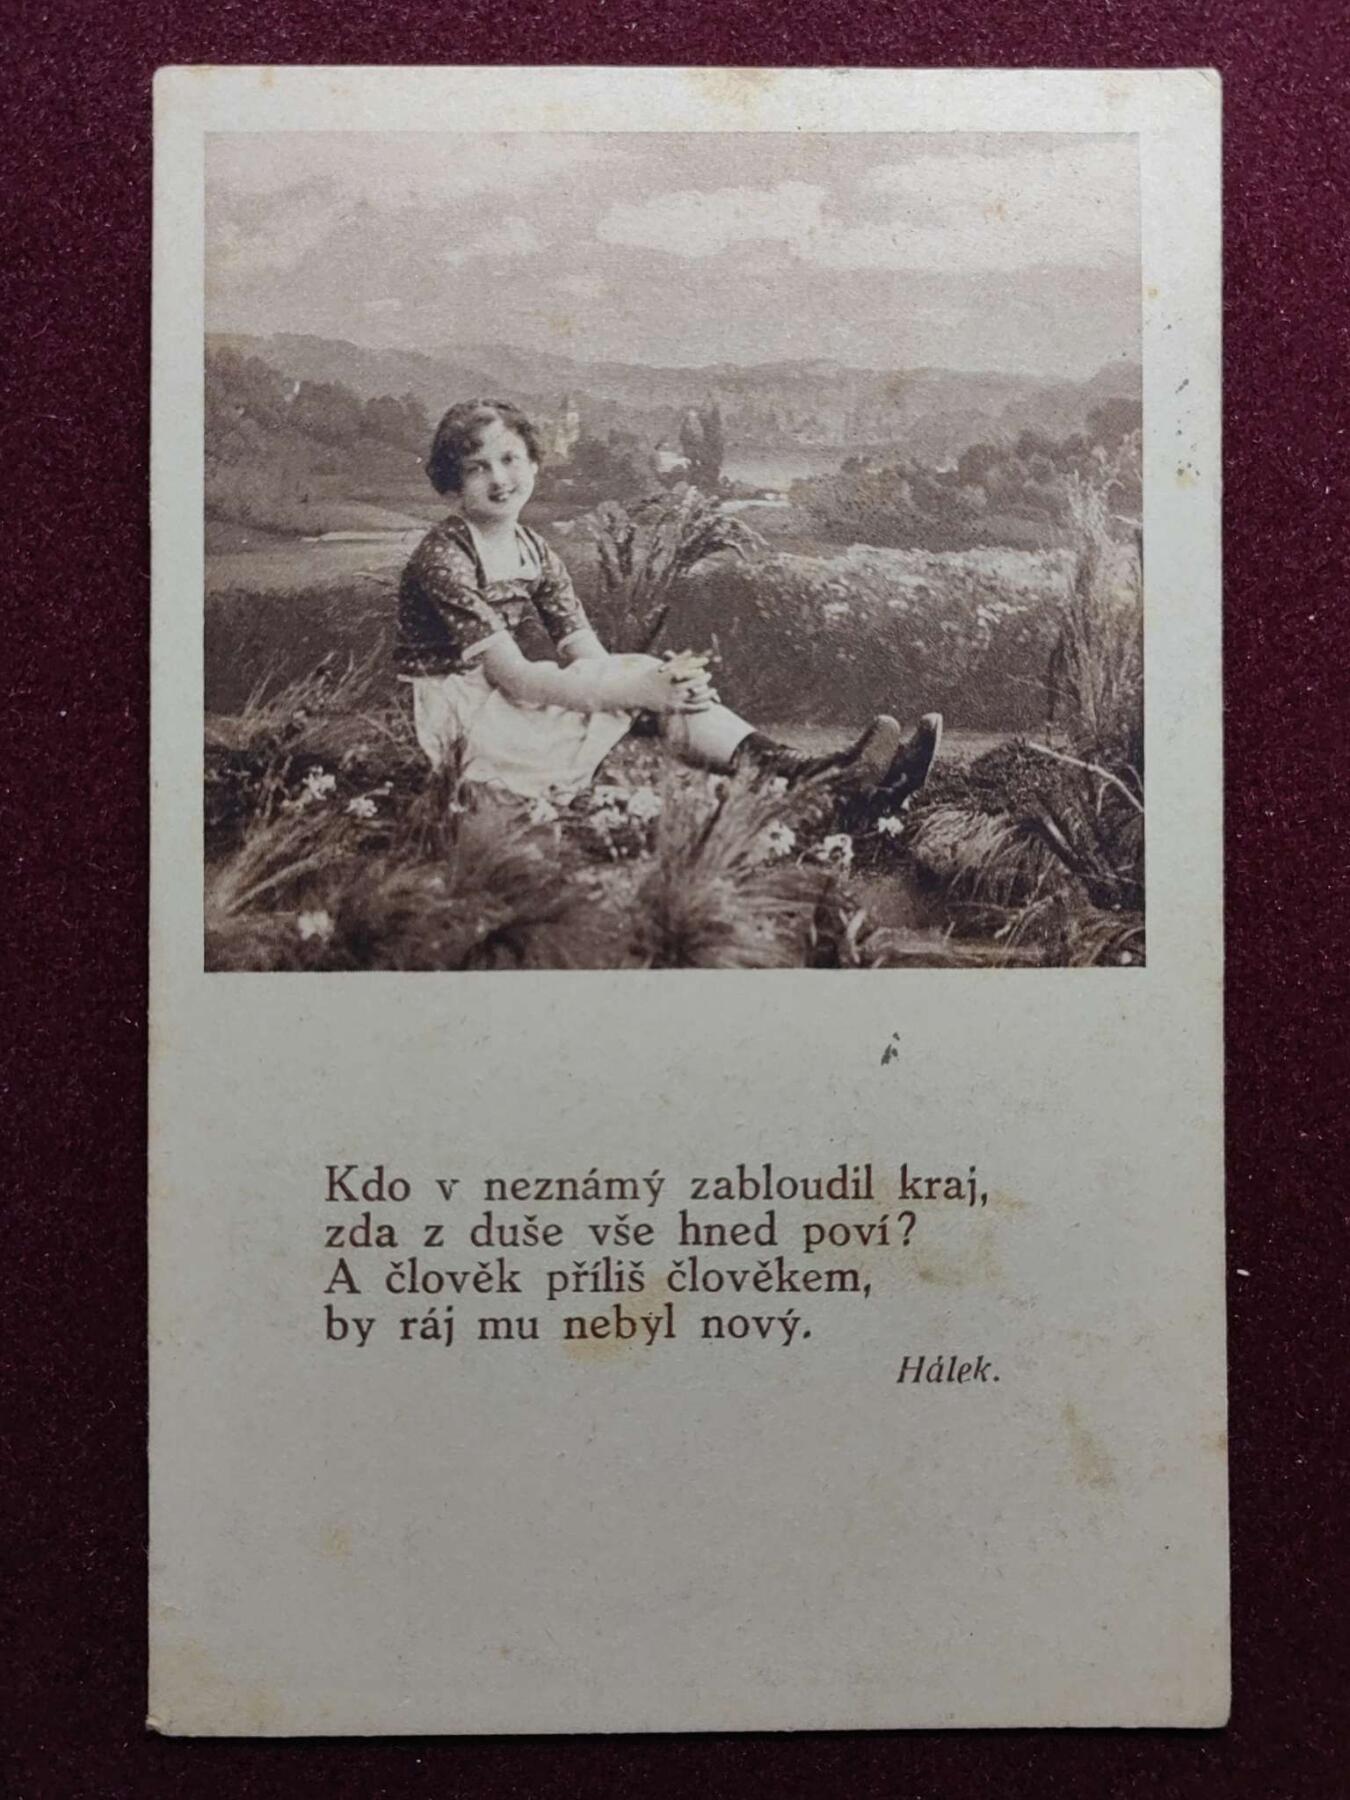 Kdo v neznámý zabloudil kraj,
zda z duše vše hned poví?
A člověk příliš člověkem,
by ráj mu nebyl nový.
Hálek.